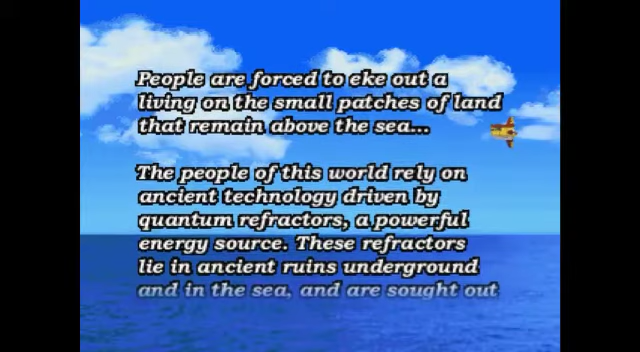 People are forced to eke out a
living on the small patches of land
that remain above the sea...
The people of this world rely on
ancient technology driven by
quantum refractors, a powerful
energy source. These refractors
lie in ancient ruins underground
and in the sea, and are sought out